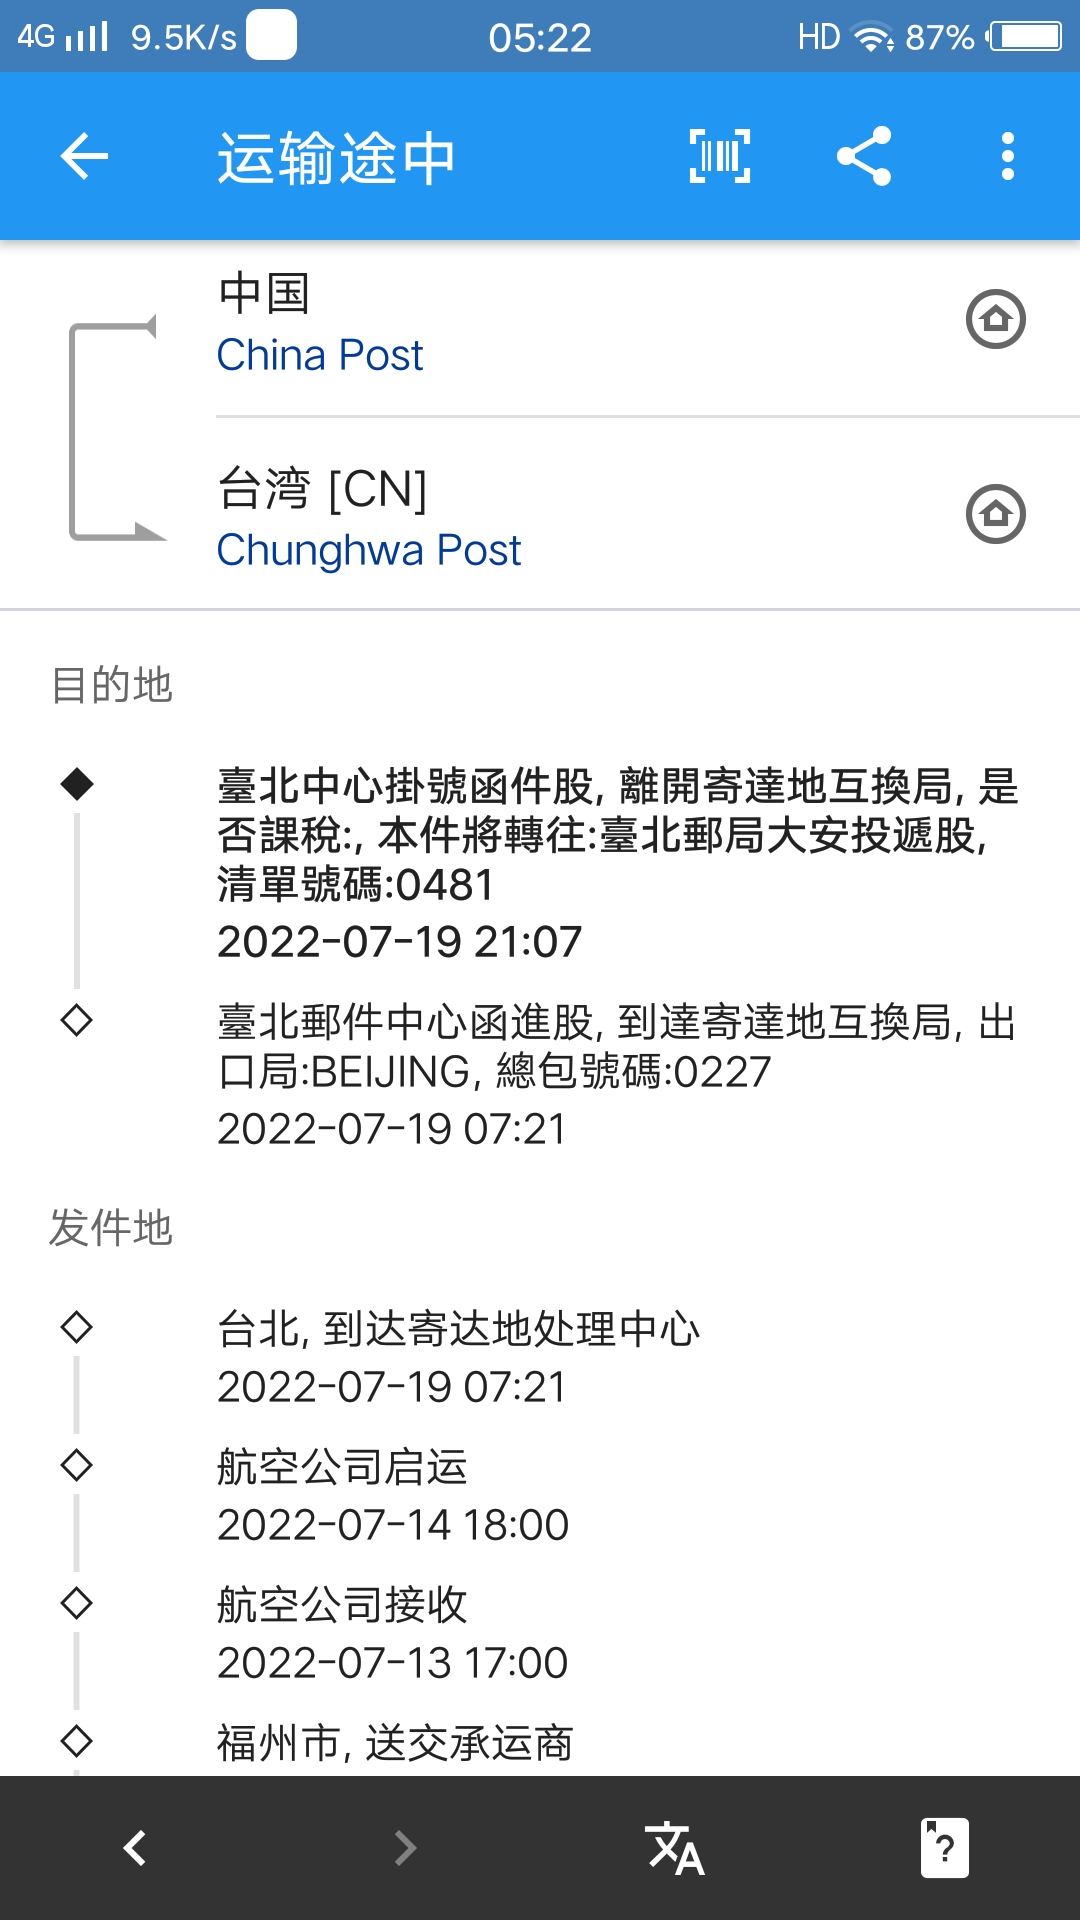 4G 9.5K/s 05:22 HD 87%
运输途中
中国
China Post
台湾 [CN]
Chunghwa Post
目的地
臺北中心掛號函件股, 離開寄達地互換局, 是
否課稅:, 本件將轉往:臺北郵局大安投遞股,
清單號碼:0481
2022-07-19 21:07
臺北郵件中心函進股, 到達寄達地互換局, 出
口局:BEIJING, 總包號碼:0227
2022-07-19 07:21
发件地
台北, 到达寄达地处理中心
2022-07-19 07:21
航空公司启运
2022-07-14 18:00
航空公司接收
2022-07-13 17:00
福州市, 送交承运商